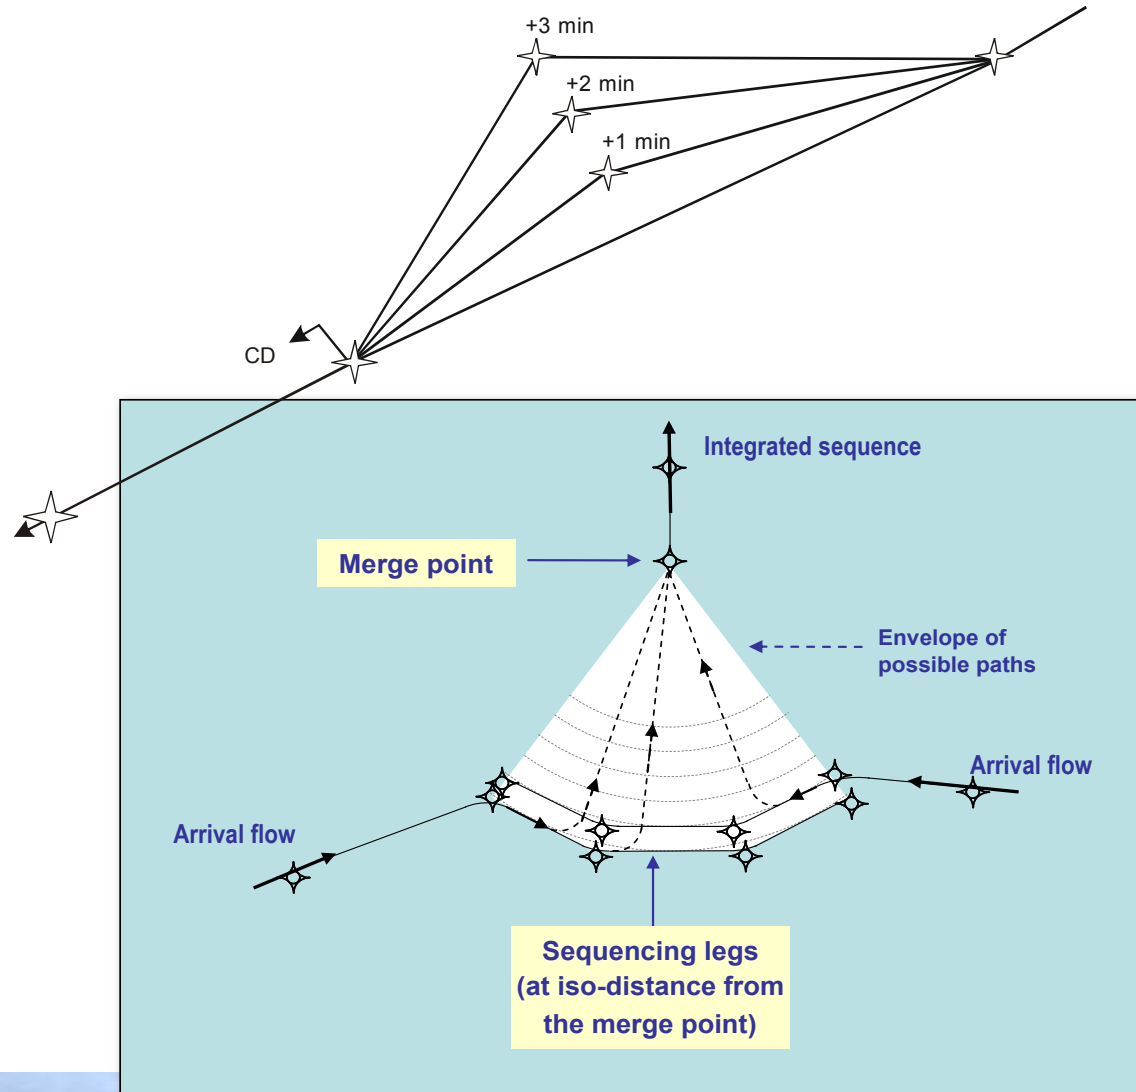 +3 min
+2 min
+1 min
CD
Integrated sequence
Merge point
Envelope of
possible paths
Arrival flow
Arrival flow
Sequencing legs
(at iso-distance from
the merge point)